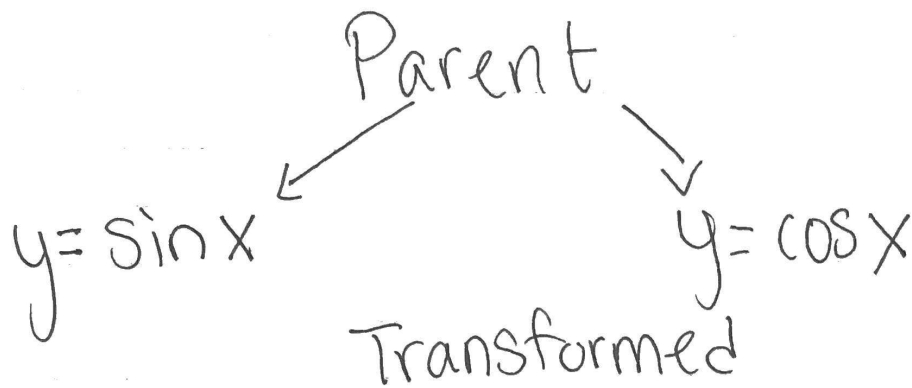 Parent
y = sin x
y = cos x
Transformed